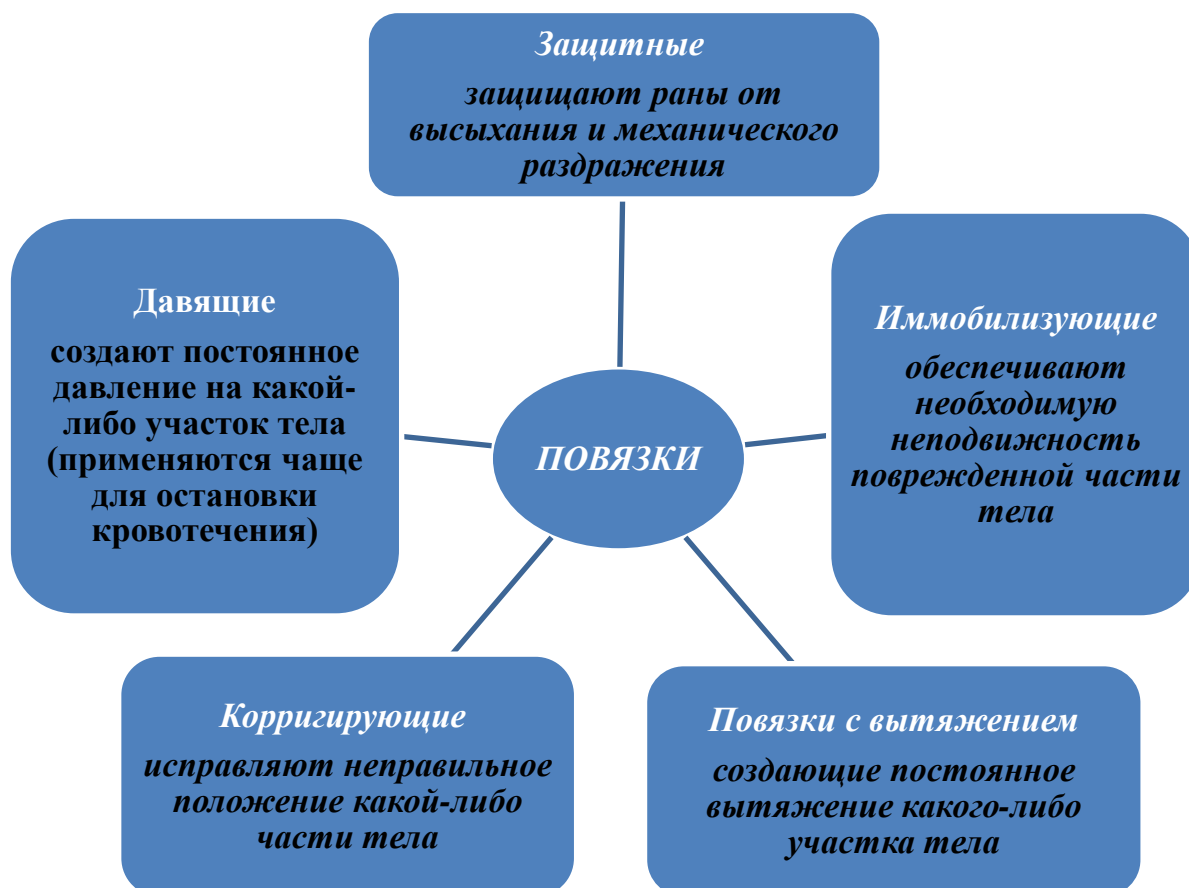 Защитные
защищают раны от
высыхания и механического
раздражения
Давящие
создают постоянное
давление на какой-
либо участок тела
(применяются чаще
для остановки
кровотечения)
Иммобилизующие
обеспечивают
необходимую
неподвижность
поврежденной части
тела
ПОВЯЗКИ
Корригирующие
исправляют неправильное
положение какой-либо
части тела
Повязки с вытяжением
создающие постоянное
вытяжение какого-либо
участка тела